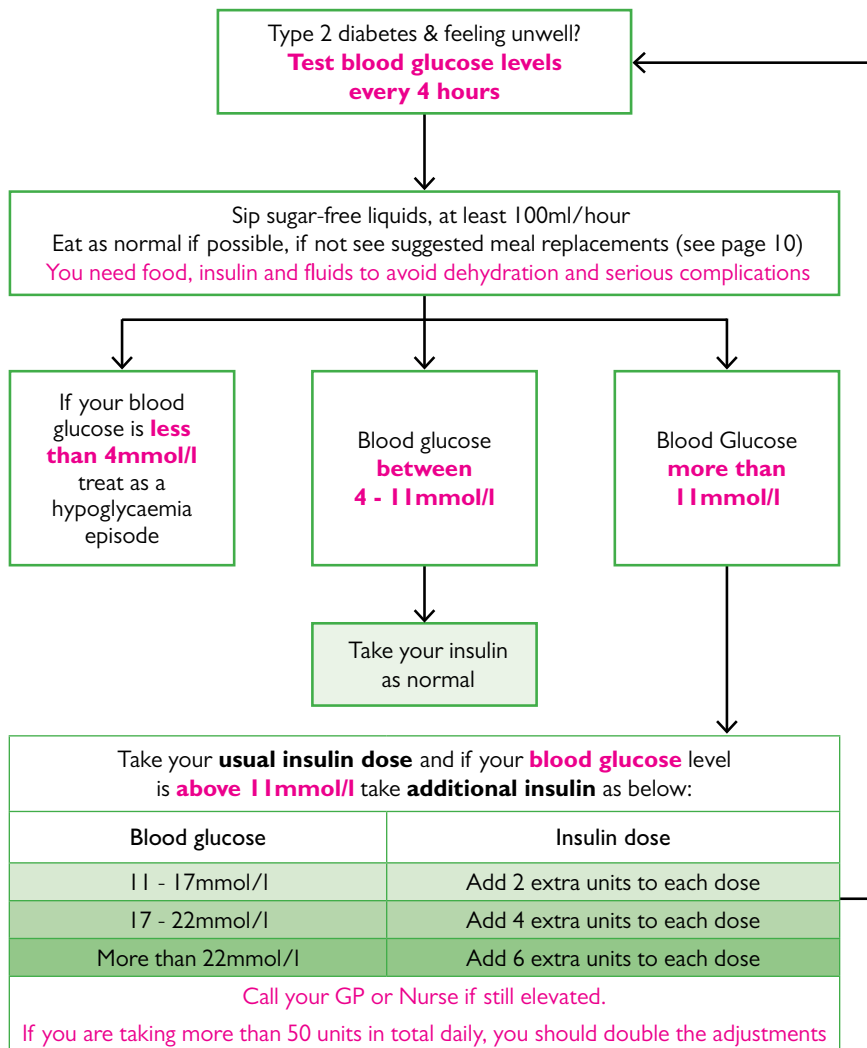 Type 2 diabetes & feeling unwell?
Test blood glucose levels
every 4 hours
Sip sugar-free liquids, at least 100ml/hour
Eat as normal if possible, if not see suggested meal replacements (see page 10)
You need food, insulin and fluids to avoid dehydration and serious complications
If your blood
glucose is less
than 4mmol/l
treat as a
hypoglycaemia
episode
Blood glucose
between
4 - 11mmol/l
Blood Glucose
more than
11mmol/l
Take your insulin
as normal
Take your usual insulin dose and if your blood glucose level
is above 11mmol/l take additional insulin as below:
Blood glucose Insulin dose
11 - 17mmol/l Add 2 extra units to each dose
17 - 22mmol/l Add 4 extra units to each dose
More than 22mmol/l Add 6 extra units to each dose
Call your GP or Nurse if still elevated.
If you are taking more than 50 units in total daily, you should double the adjustments